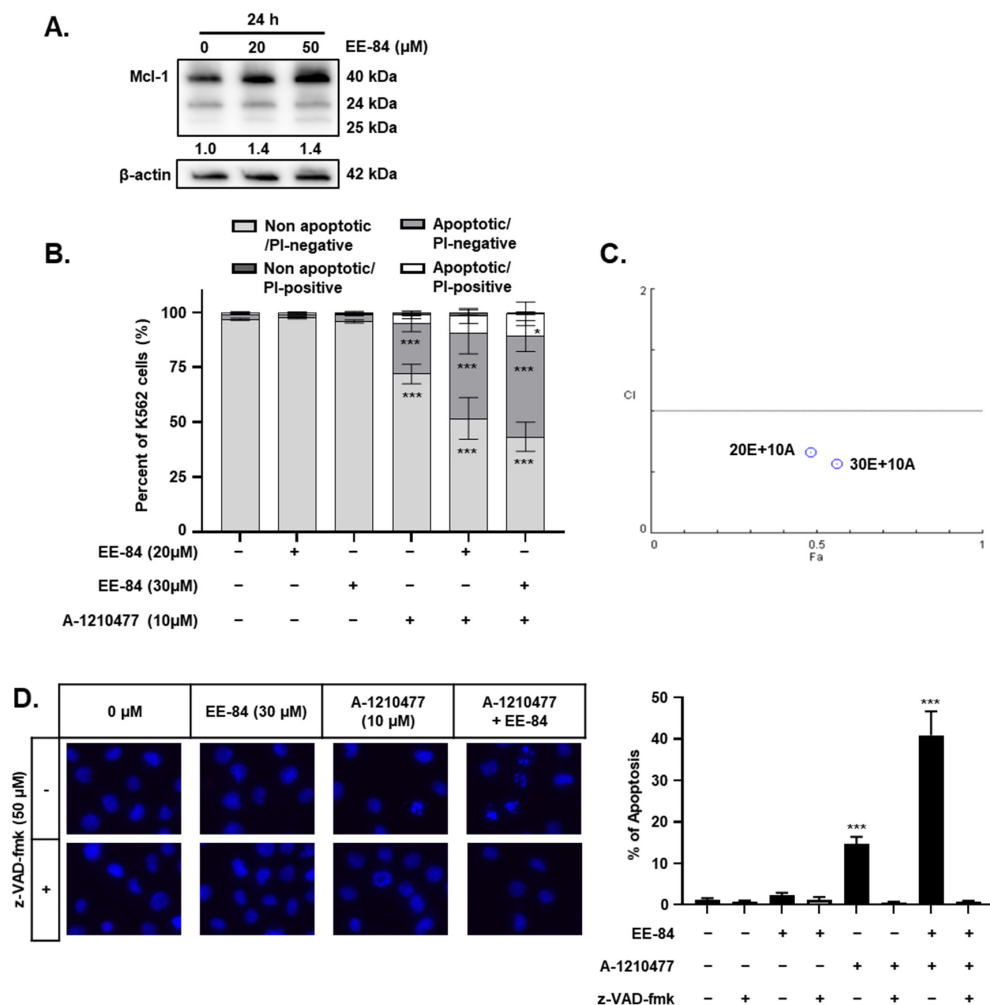 A.
24 h
0 20 50 EE-84 (µM)
Mcl-1
40 kDa
24 kDa
25 kDa
1.0 1.4 1.4
β-actin
42 kDa
B.
Non apoptotic
/PI-negative
Apoptotic/
PI-negative
Non apoptotic/
PI-positive
Apoptotic/
PI-positive
Percent of K562 cells (%)
100
75
50
25
0
***
***
***
***
*
***
***
EE-84 (20µM) – + – – + –
EE-84 (30µM) – – + – – +
A-1210477 (10µM) – – – + + +
C.
2
CI
20E+10A
30E+10A
0
0 0.5 1
Fa
D.
0 µM
EE-84 (30 µM)
A-1210477
(10 µM)
A-1210477
+ EE-84
z-VAD-fmk (50 µM)
-
+
% of Apoptosis
50
40
30
20
10
0
***
***
EE-84 – – + + – – + +
A-1210477 – – – – + + + +
z-VAD-fmk – + – + – + – +